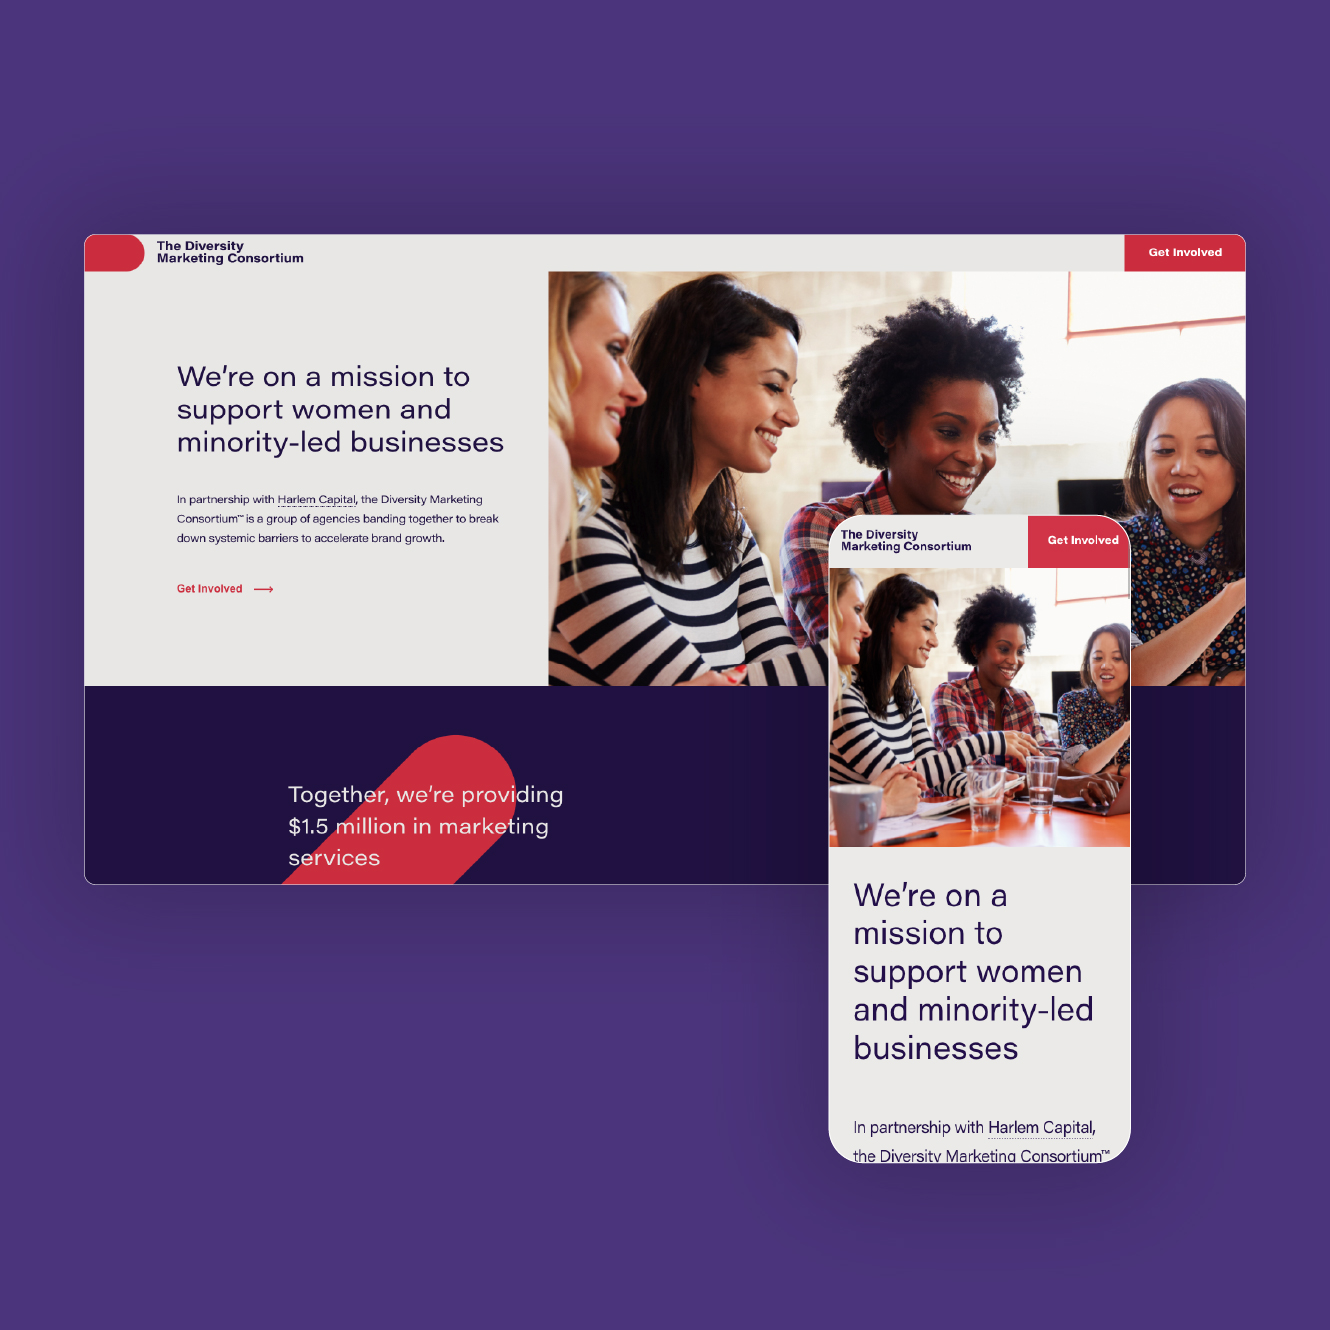 The Diversity
Marketing Consortium
Get Involved
We're on a mission to
support women and
minority-led businesses
In partnership with Harlem Capital, the Diversity Marketing
Consortium™ is a group of agencies banding together to break
down systemic barriers to accelerate brand growth.
Get Involved ⟶
Together, we're providing
$1.5 million in marketing
services
The Diversity
Marketing Consortium
Get Involved
We're on a
mission to
support women
and minority-led
businesses
In partnership with Harlem Capital,
the Diversity Marketing Consortium™